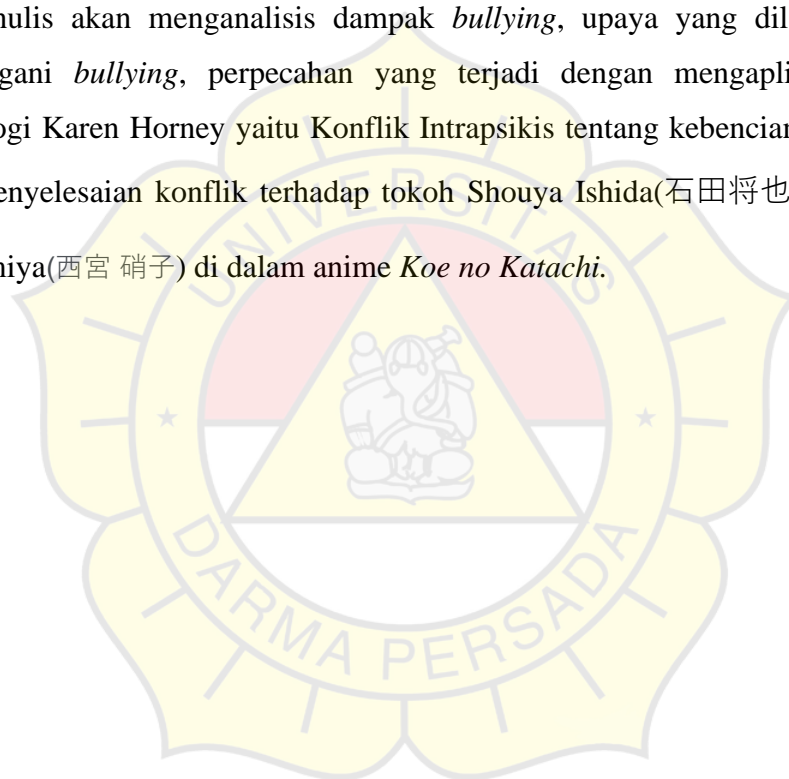 nulis akan menganalisis dampak bullying, upaya yang dil
gani bullying, perpecahan yang terjadi dengan mengapli
ogi Karen Horney yaitu Konflik Intrapsikis tentang kebencian
enyelesaian konflik terhadap tokoh Shouya Ishida(石田将也
niya(西宮 硝子) di dalam anime Koe no Katachi.
UNIVERSITAS
DARMA PERSADA